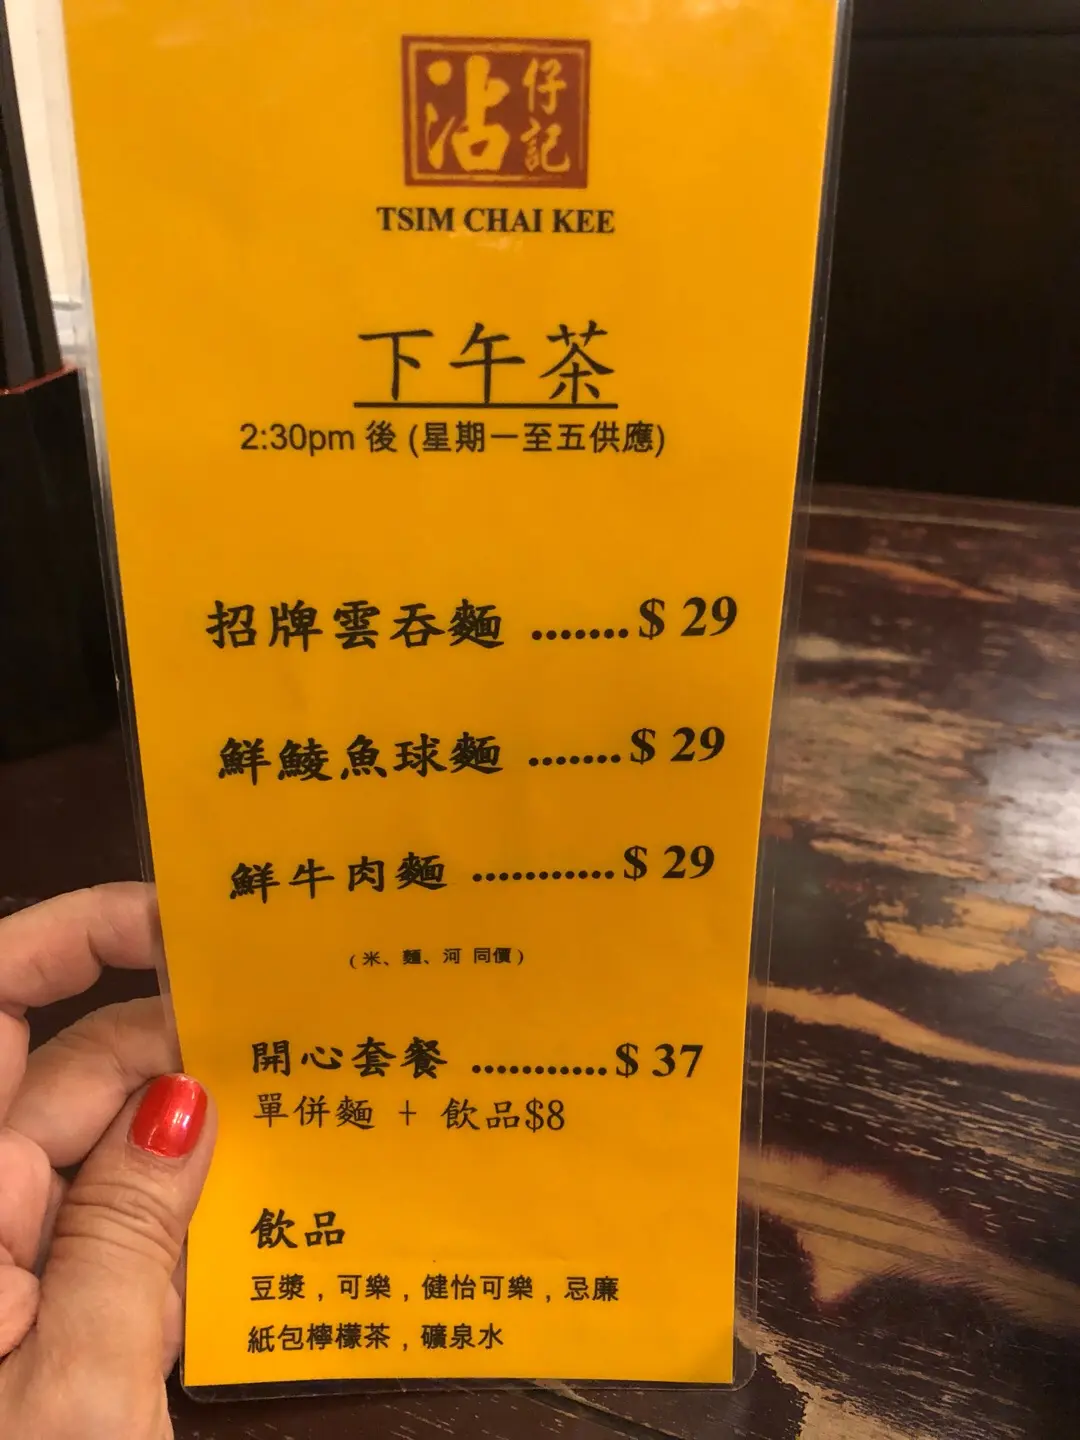 沾仔記
TSIM CHAI KEE
下午茶
2:30pm 後 (星期一至五供應)
招牌雲吞麵 .......$ 29
鮮鯪魚球麵 .......$ 29
鮮牛肉麵 ...........$ 29
(米、麵、河 同價)
開心套餐 ...........$ 37
單併麵 + 飲品$8
飲品
豆漿，可樂，健怡可樂，忌廉
紙包檸檬茶，礦泉水